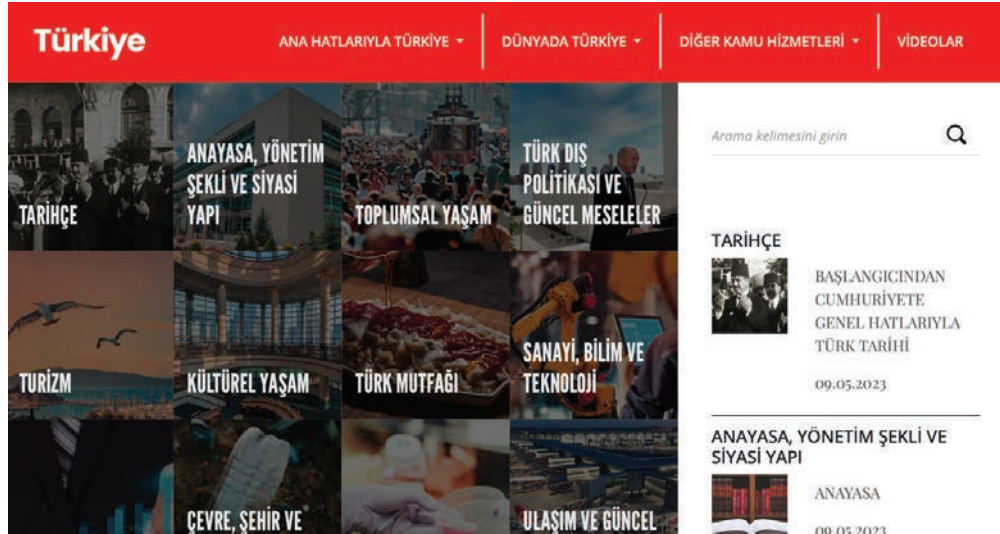 Türkiye
ANA HATLARIYLA TÜRKİYE
DÜNYADA TÜRKİYE
DİĞER KAMU HİZMETLERİ
VİDEOLAR
TARİHÇE
ANAYASA, YÖNETİM
ŞEKLİ VE SİYASİ
YAPI
TOPLUMSAL YAŞAM
TÜRK DIŞ
POLİTİKASI VE
GÜNCEL MESELELER
TURİZM
KÜLTÜREL YAŞAM
TÜRK MUTFAĞI
SANAYİ, BİLİM VE
TEKNOLOJİ
ÇEVRE, ŞEHİR VE
ULAŞIM VE GÜNCEL
Arama kelimesini girin
TARİHÇE
BAŞLANGICINDAN
CUMHURİYETE
GENEL HATLARIYLA
TÜRK TARİHİ
09.05.2023
ANAYASA, YÖNETİM ŞEKLİ VE
SİYASİ YAPI
ANAYASA
09.05.2023